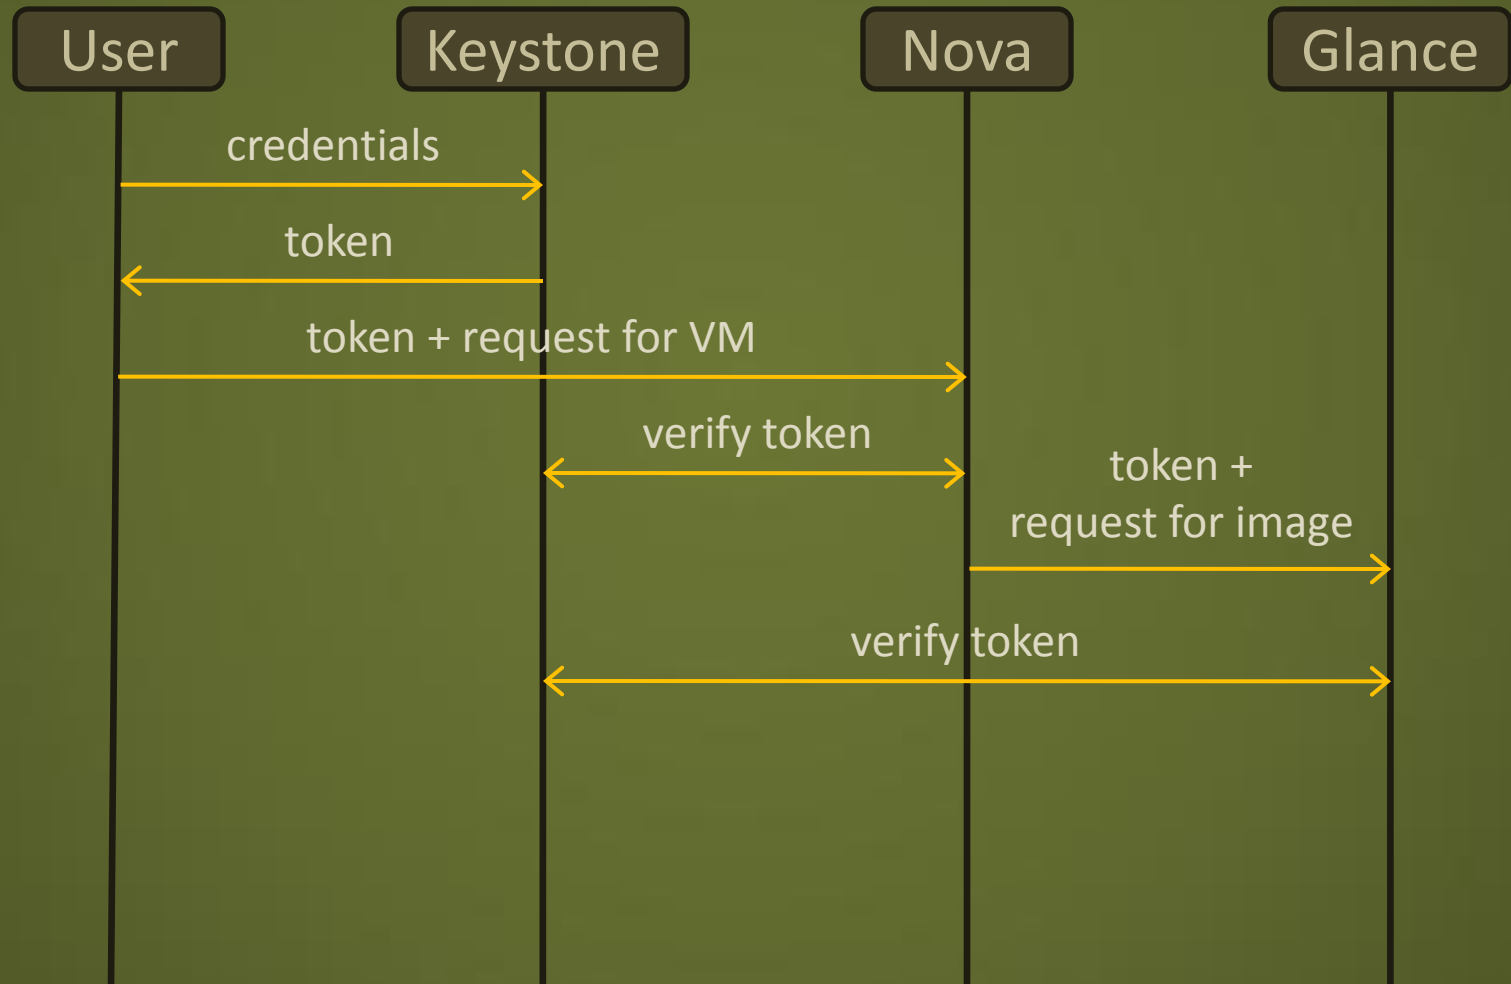 User
Keystone
Nova
Glance
credentials
token
token + request for VM
verify token
token +
request for image
verify token